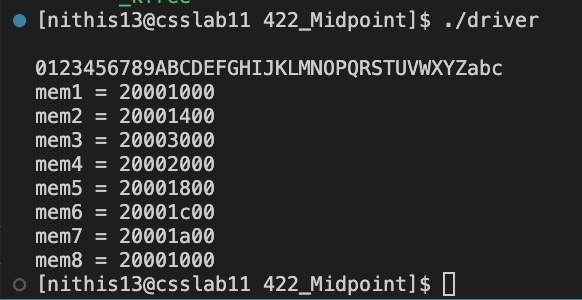 [nithis13@csslab11 422_Midpoint]$ ./driver
0123456789ABCDEFGHIJKLMNOPQRSTUVWXYZabc
mem1 = 20001000
mem2 = 20001400
mem3 = 20003000
mem4 = 20002000
mem5 = 20001800
mem6 = 20001c00
mem7 = 20001a00
mem8 = 20001000
[nithis13@csslab11 422_Midpoint]$